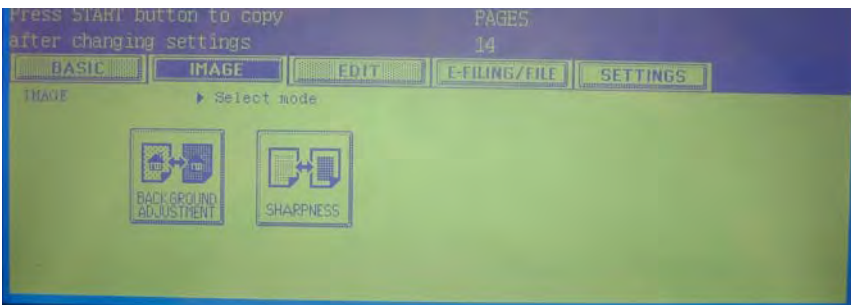 Press START button to copy PAGES
after changing settings 14
BASIC IMAGE EDIT E-FILING/FILE SETTINGS
IMAGE ▶ Select mode
BACKGROUND
ADJUSTMENT
SHARPNESS